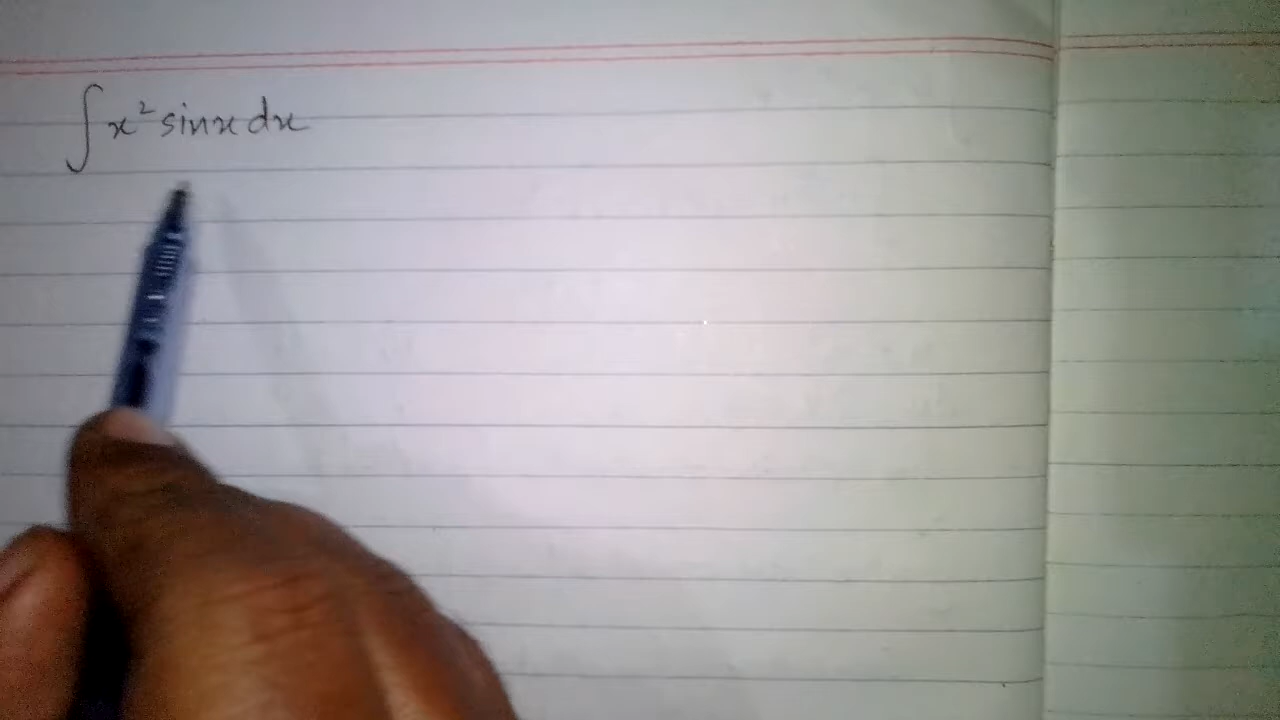 ∫x² sinx dx